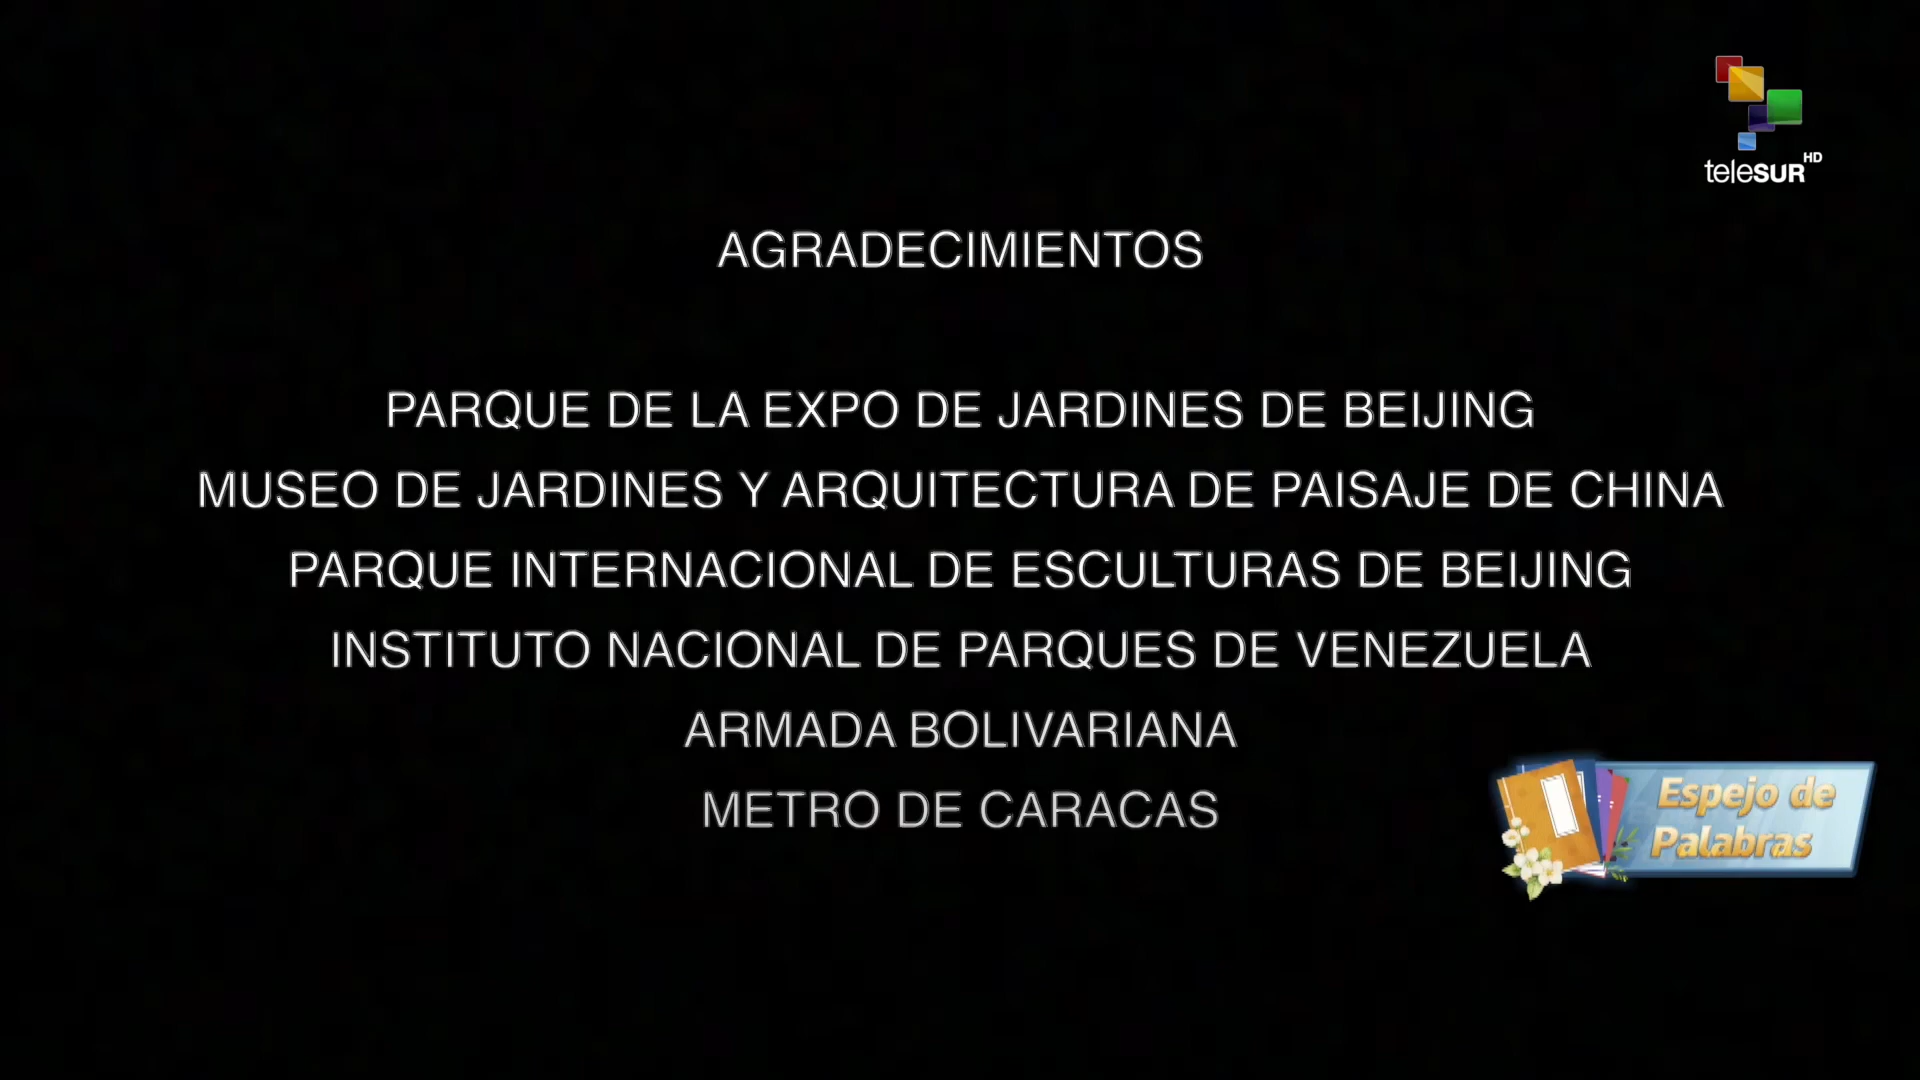 teleSUR HD
AGRADECIMIENTOS
PARQUE DE LA EXPO DE JARDINES DE BEIJING
MUSEO DE JARDINES Y ARQUITECTURA DE PAISAJE DE CHINA
PARQUE INTERNACIONAL DE ESCULTURAS DE BEIJING
INSTITUTO NACIONAL DE PARQUES DE VENEZUELA
ARMADA BOLIVARIANA
METRO DE CARACAS
Espejo de
Palabras